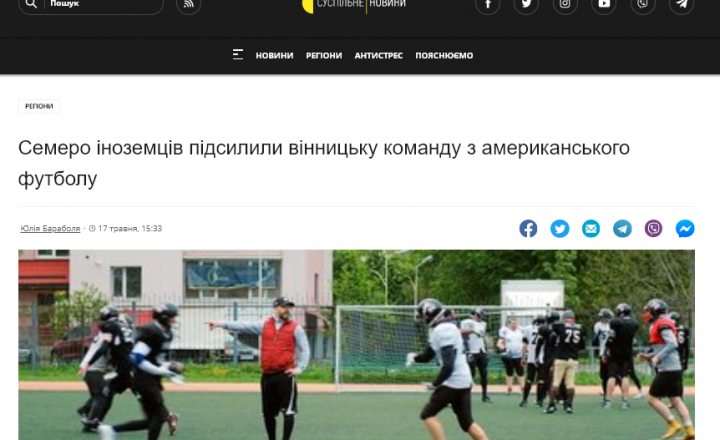 Пошук
СУСПІЛЬНЕ НОВИНИ
НОВИНИ РЕГІОНИ АНТИСТРЕС ПОЯСНЮЄМО
РЕГІОНИ
Семеро іноземців підсилили вінницьку команду з американського
футболу
Юлія Бараболя · 17 травня, 15:33
75